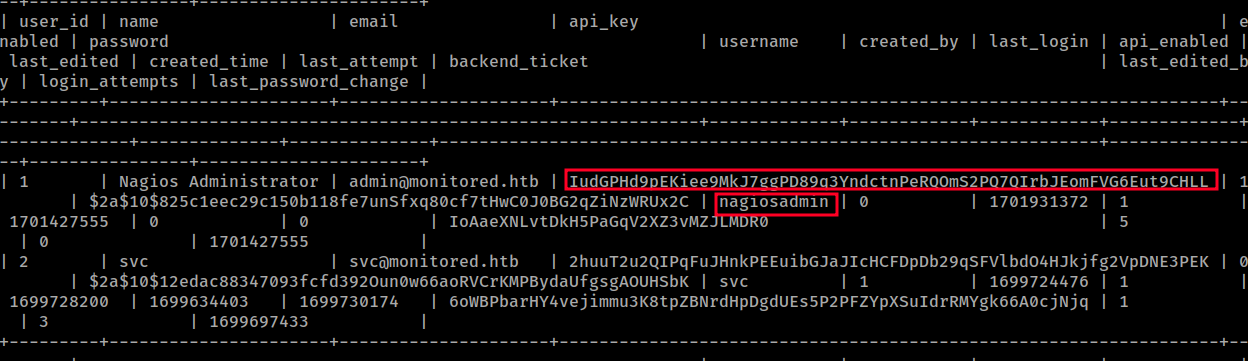 | user_id | name | email | api_key | e
nabled | password | username | created_by | last_login | api_enabled |
last_edited | created_time | last_attempt | backend_ticket | last_edited_b
y | login_attempts | last_password_change |
| 1 | Nagios Administrator | admin@monitored.htb | IudGPHd9pEKiee9MkJ7ggPD89q3YndctnPeRQOmS2PQ7QIrbJEomFVG6Eut9CHLL | 1
| $2a$10$825c1eec29c150b118fe7unSfxq80cf7tHwC0J0BG2qZiNzWRUx2C | nagiosadmin | 0 | 1701931372 | 1 |
1701427555 | 0 | 0 | IoAaeXNLvtDkH5PaGqV2XZ3vMZJLMDR0 | 5
| 0 | 1701427555 |
| 2 | svc | svc@monitored.htb | 2huuT2u2QIPqFuJHnkPEEuibGJaJIcHCFDpDb29qSFVlbdO4HJkjfg2VpDNE3PEK | 0
| $2a$10$12edac88347093fcfd392Oun0w66aoRVCrKMPBydaUfgsgAOUHSbK | svc | 1 | 1699724476 | 1 |
1699728200 | 1699634403 | 1699730174 | 6oWBPbarHY4vejimmu3K8tpZBNrdHpDgdUEs5P2PFZYpXSuIdrRMYgk66A0cjNjq | 1
| 3 | 1699697433 |